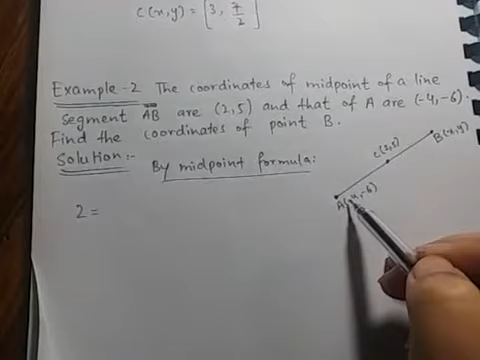 C(x,y) = [3, 7/2]
Example-2 The coordinates of midpoint of a line
segment AB are (2,5) and that of A are (-4,-6).
Find the coordinates of point B.
Solution:-
By midpoint formula:
B(x,y)
C(2,5)
A(-4,-6)
2 =